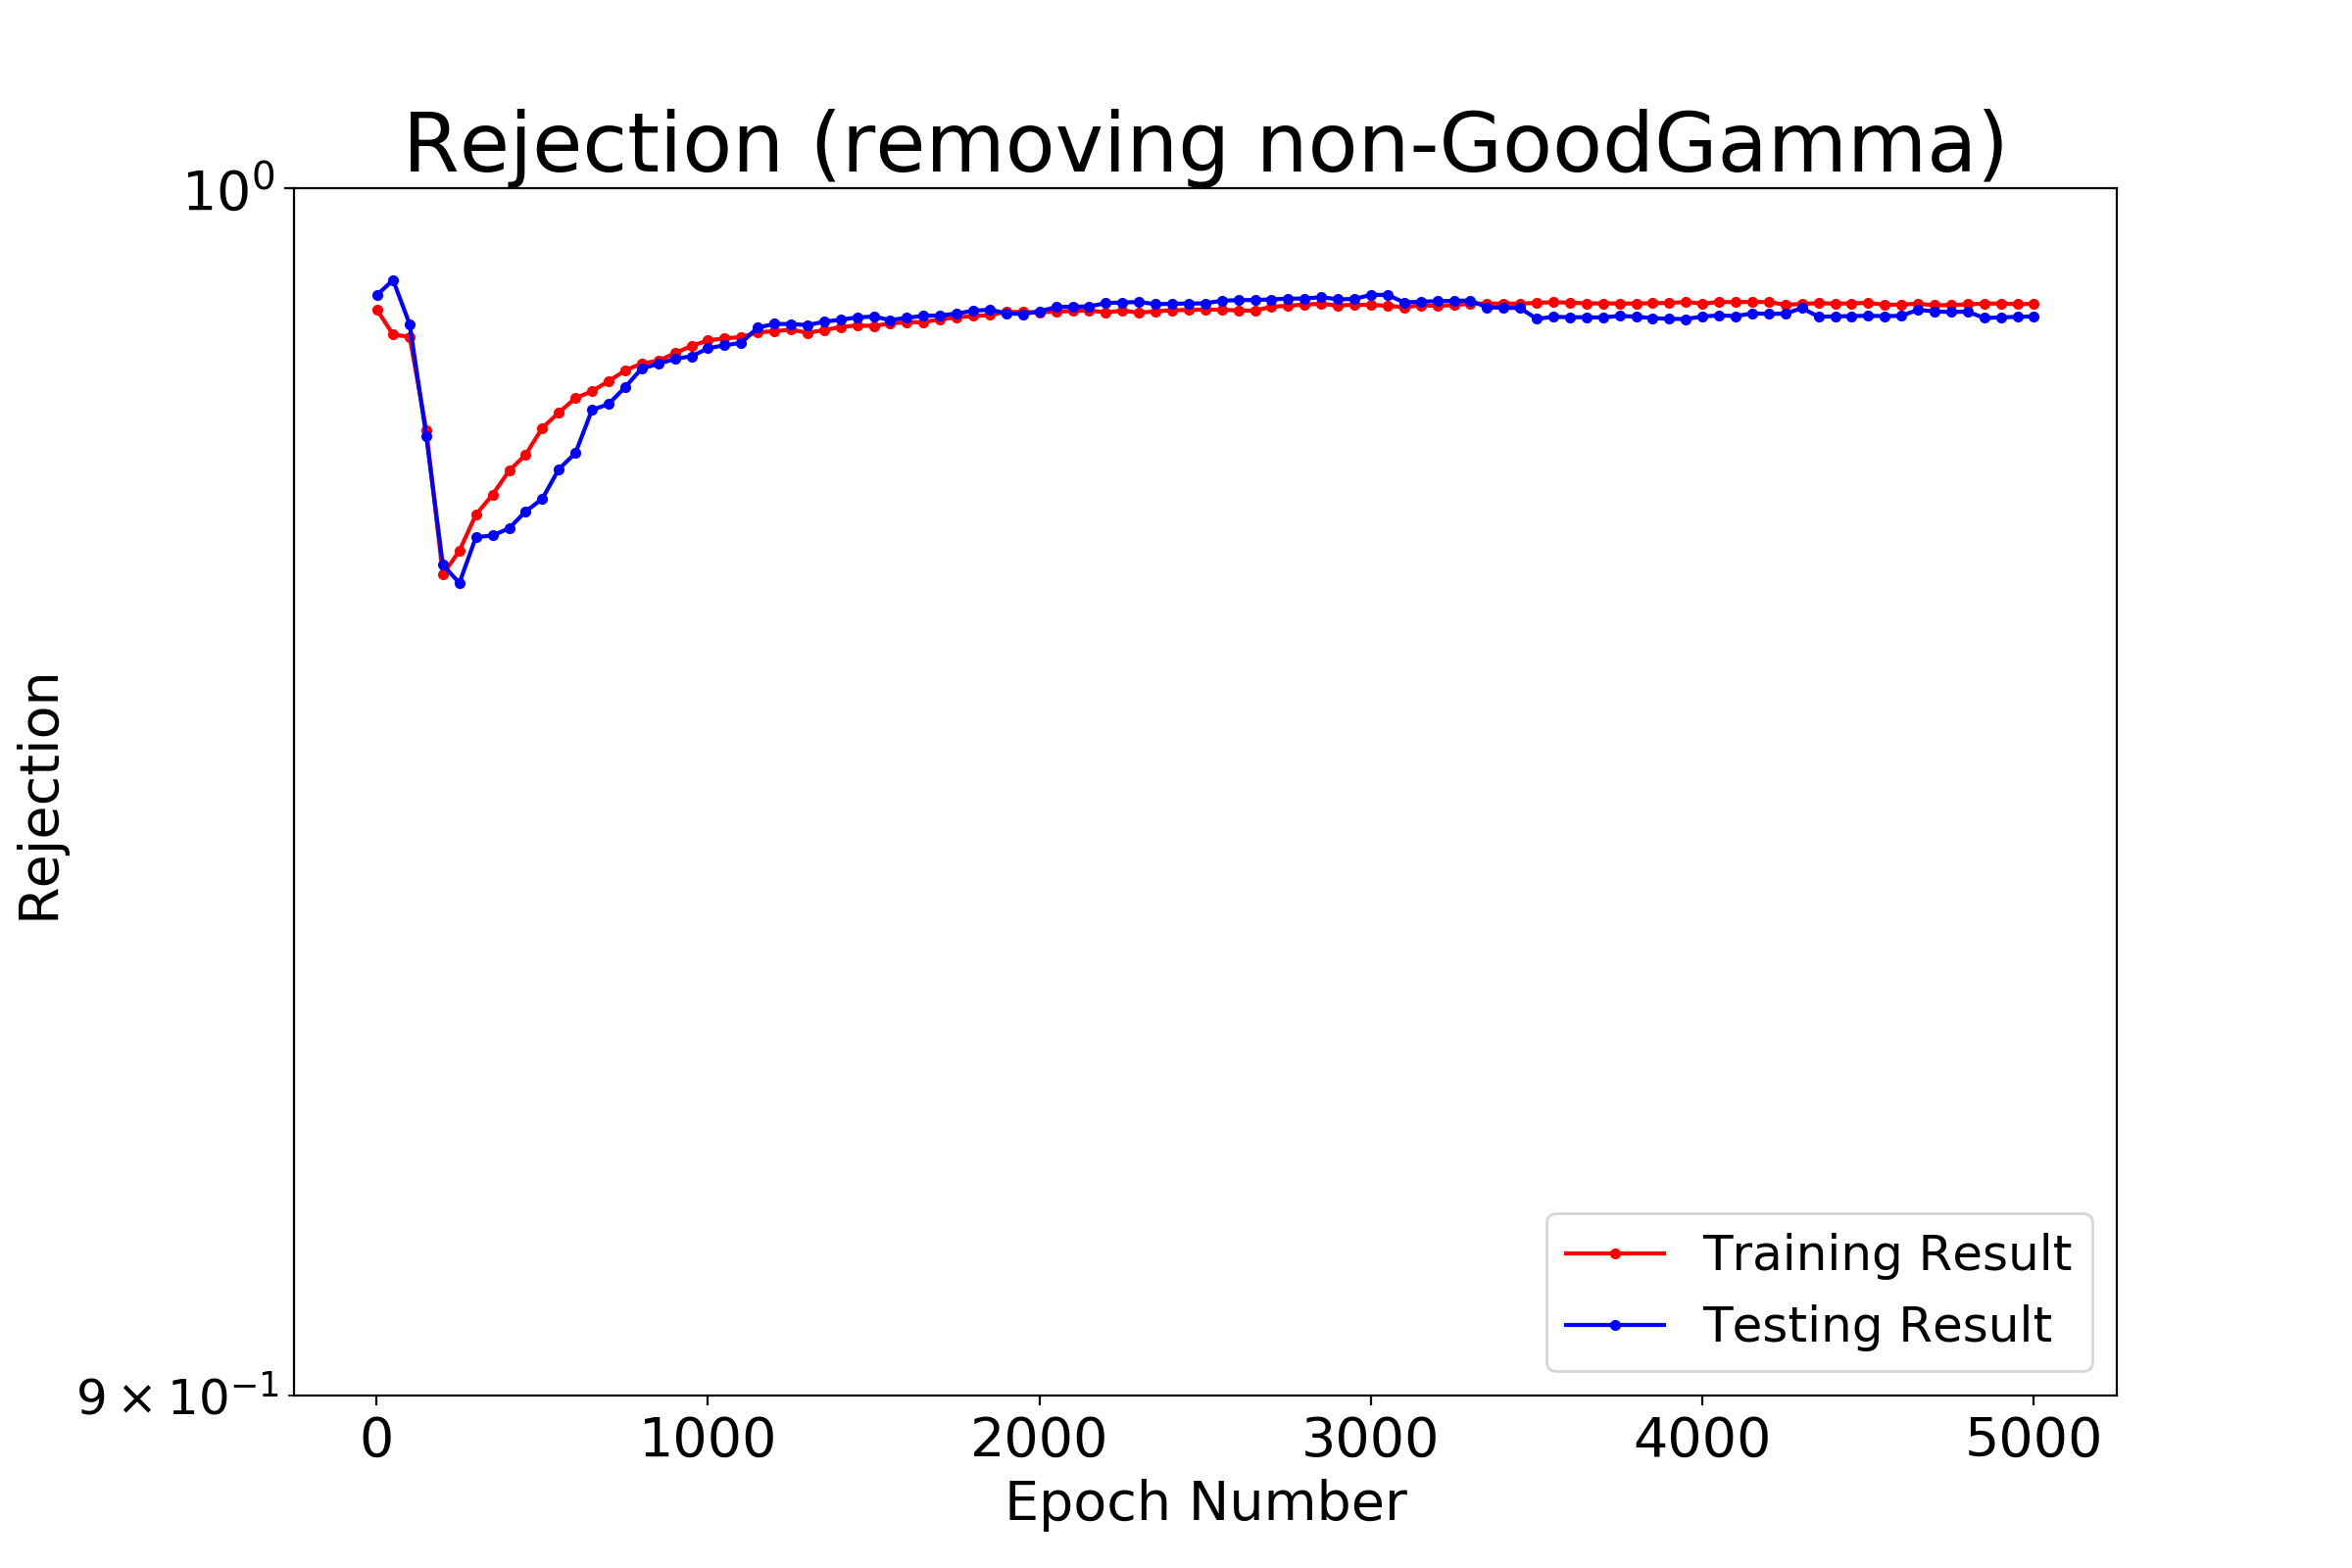 Rejection (removing non-GoodGamma)
10⁰
Rejection
9 × 10⁻¹
Training Result
Testing Result
0 1000 2000 3000 4000 5000
Epoch Number